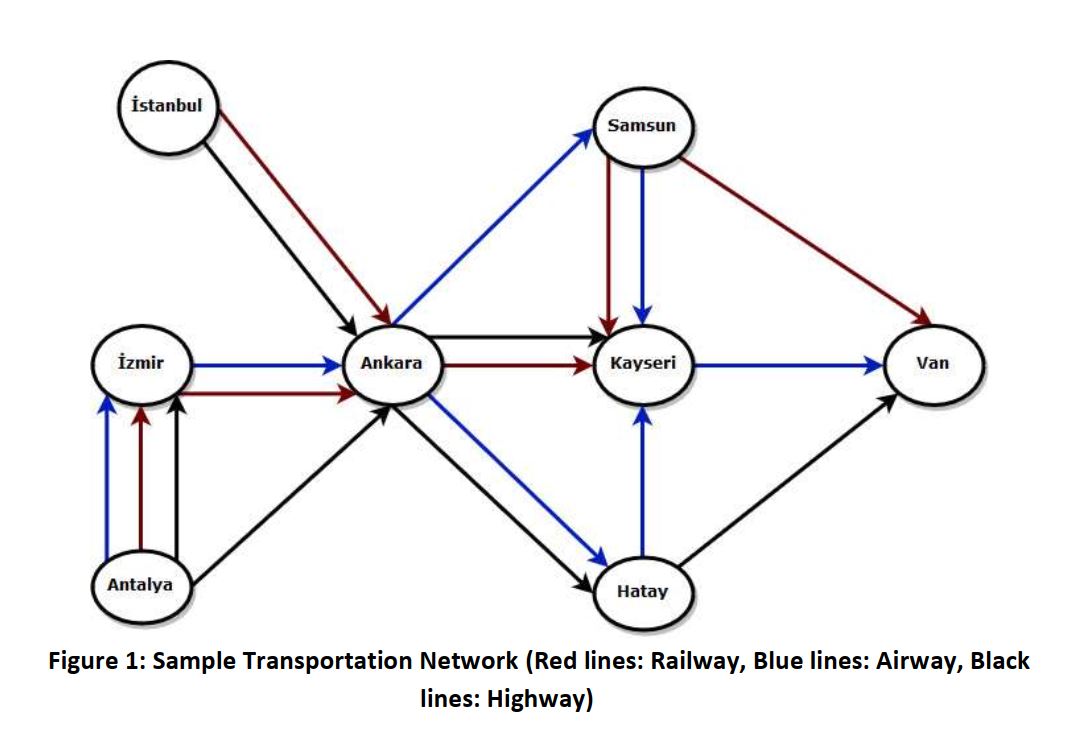 İstanbul
Samsun
İzmir
Ankara
Kayseri
Van
Antalya
Hatay
Figure 1: Sample Transportation Network (Red lines: Railway, Blue lines: Airway, Black
lines: Highway)